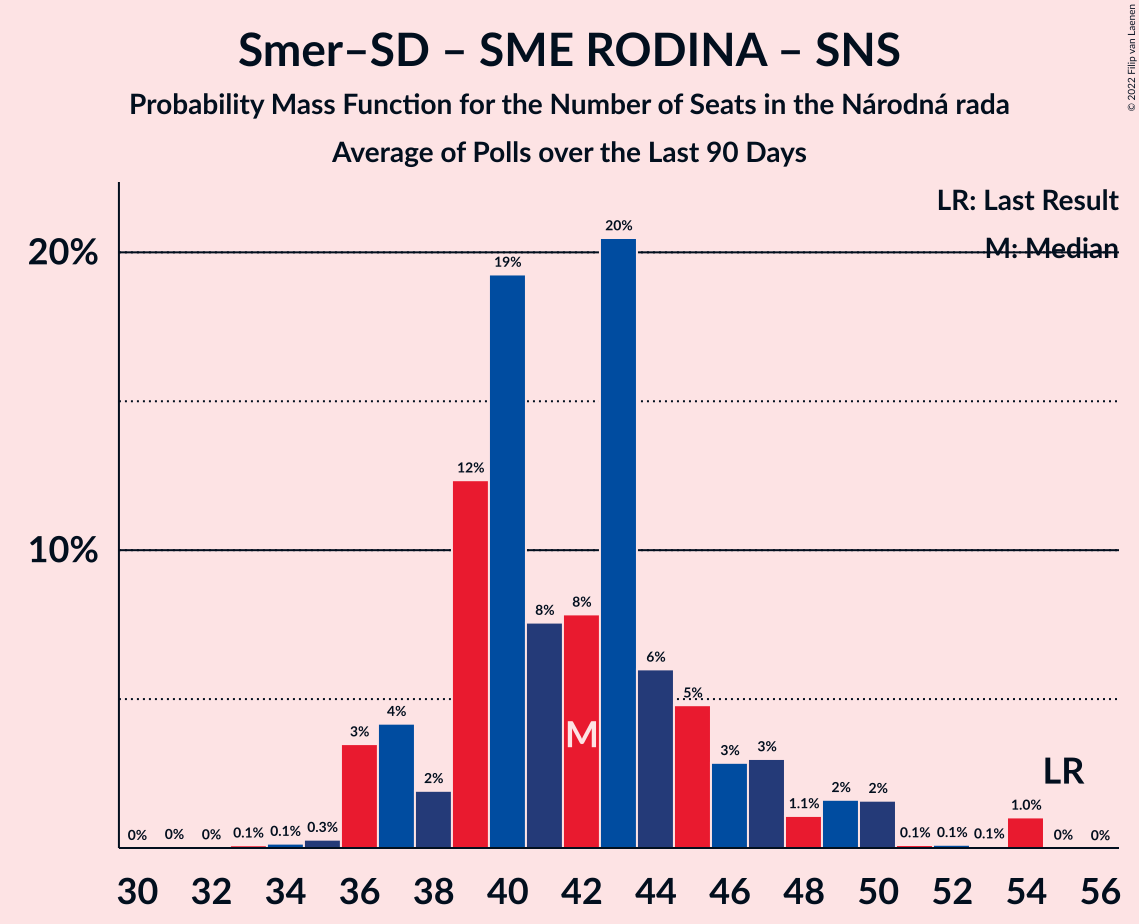 Smer–SD – SME RODINA – SNS
Probability Mass Function for the Number of Seats in the Národná rada
Average of Polls over the Last 90 Days
© 2022 Filip van Laenen
LR: Last Result
M: Median
20%
10%
0% 0% 0% 0.1% 0.1% 0.3% 3% 4% 2% 12% 19% 8% 8% 20% 6% 5% 3% 3% 1.1% 2% 2% 0.1% 0.1% 0.1% 1.0% 0% 0%
M
LR
30 32 34 36 38 40 42 44 46 48 50 52 54 56